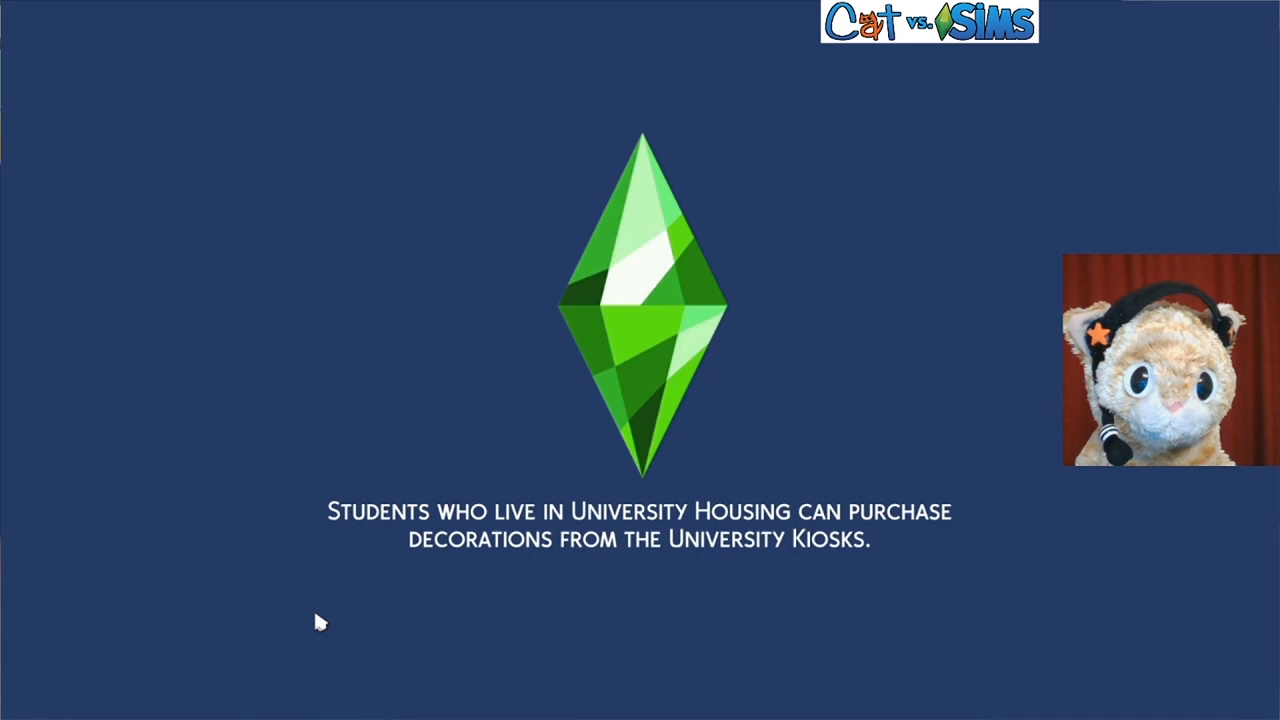 Cat vs. SiMS
STUDENTS WHO LIVE IN UNIVERSITY HOUSING CAN PURCHASE
DECORATIONS FROM THE UNIVERSITY KIOSKS.